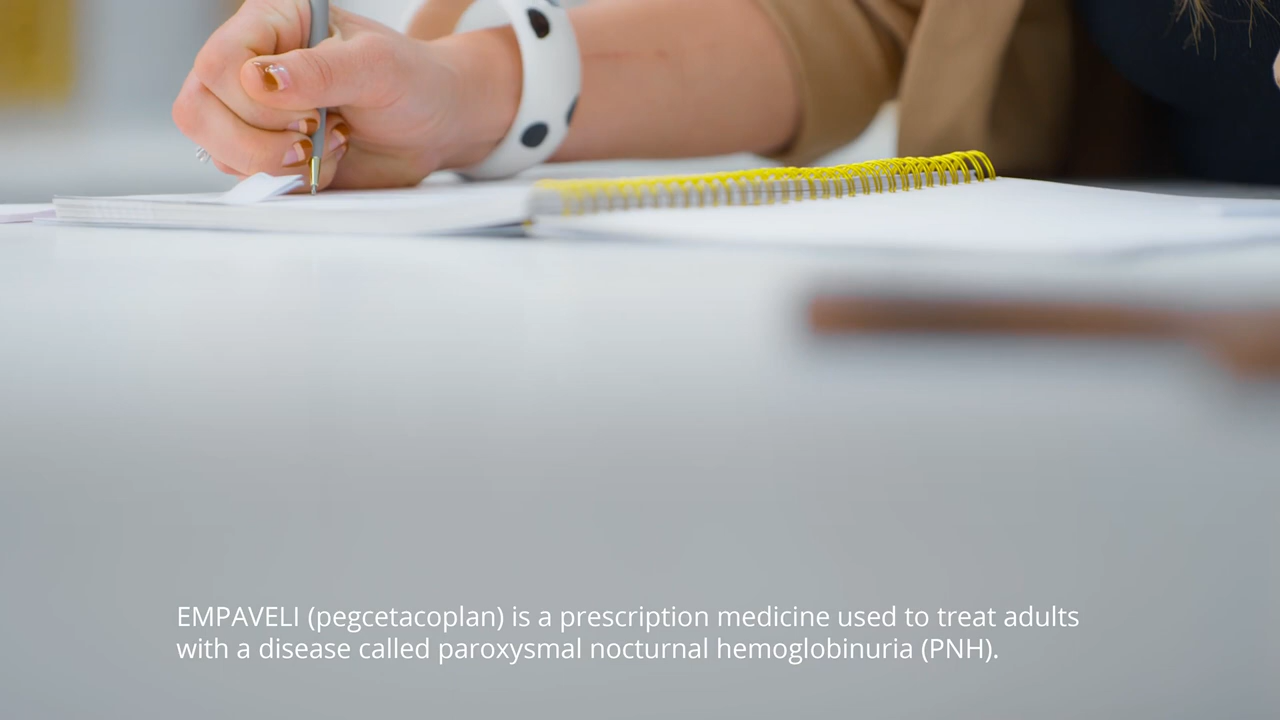 EMPAVELI (pegcetacoplan) is a prescription medicine used to treat adults
with a disease called paroxysmal nocturnal hemoglobinuria (PNH).